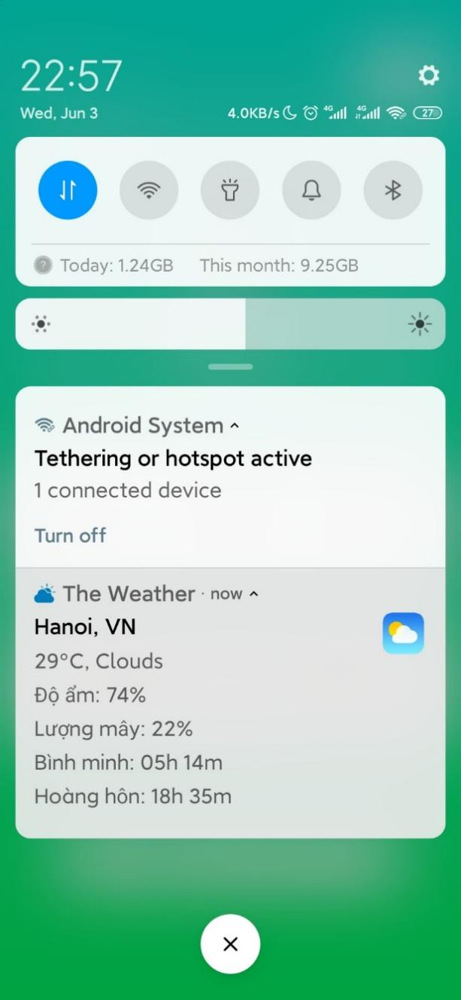 22:57
Wed, Jun 3
4.0KB/s 4G 4G 27
Today: 1.24GB This month: 9.25GB
Android System
Tethering or hotspot active
1 connected device
Turn off
The Weather · now
Hanoi, VN
29°C, Clouds
Độ ẩm: 74%
Lượng mây: 22%
Bình minh: 05h 14m
Hoàng hôn: 18h 35m